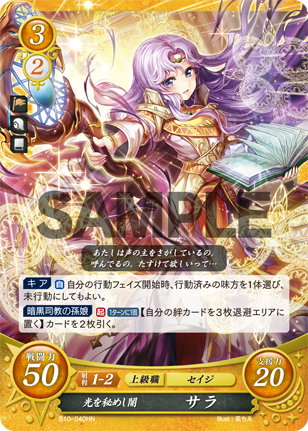 3
2
SAMPLE
あたしは声の主をさがしているの。
呼んでるの。たすけて欲しいって…
キア 自 自分の行動フェイズ開始時、行動済みの味方を1体選び、
未行動にしてもよい。
暗黒司教の孫娘 起 1ターンに1回 【自分の絆カードを3枚退避エリアに
置く】カードを2枚引く。
戦闘力
50
射程 1-2
上級職
セイジ
支援力
20
光を秘めし闇
サラ
B10-040HN